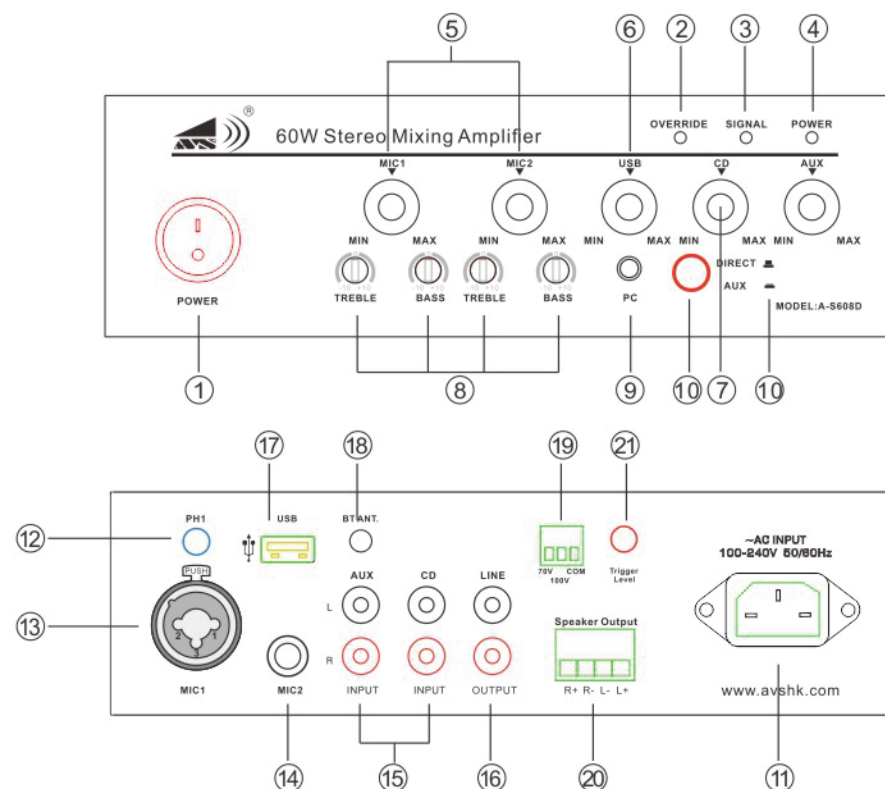 ⑤ ⑥ ② ③ ④
AVS ®
60W Stereo Mixing Amplifier
OVERRIDE SIGNAL POWER
MIC1 MIC2 USB CD AUX
MIN MAX MIN MAX MIN MAX MIN MAX MIN MAX
-10 +10 -10 +10 -10 +10 -10 +10
TREBLE BASS TREBLE BASS
POWER
PC
DIRECT
AUX
MODEL:A-S608D
① ⑧ ⑨ ⑩ ⑦ ⑩
⑰ ⑱ ⑲ ㉑
⑫ PH1 USB BT ANT.
~AC INPUT
100-240V 50/60Hz
PUSH
70V COM
100V
Trigger
Level
AUX CD LINE
L
⑬
2 1
3
Speaker Output
R
MIC1 MIC2 INPUT INPUT OUTPUT
R+ R- L- L+
www.avshk.com
⑭ ⑮ ⑯ ⑳ ⑪